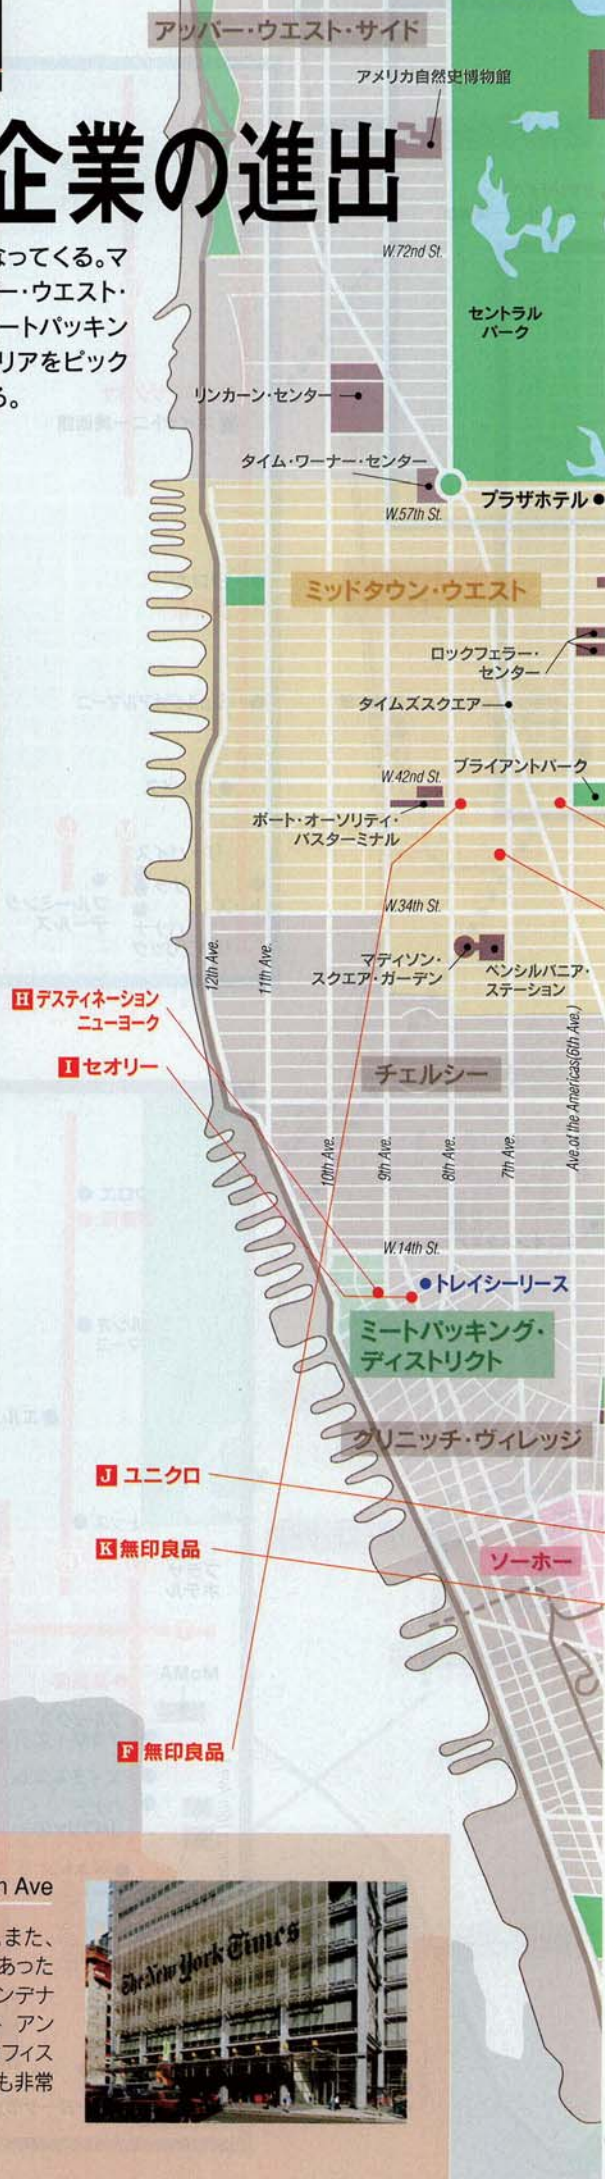 アッパー・ウエスト・サイド
アメリカ自然史博物館
企業の進出
なってくる。マ
ー・ウエスト・
ートパッキン
リアをピック
る。
W.72nd St.
セントラル
パーク
リンカーン・センター
タイム・ワーナー・センター
プラザホテル
W.57th St.
ミッドタウン・ウエスト
ロックフェラー・
センター
タイムズスクエア
ブライアントパーク
W.42nd St.
ポート・オーソリティ・
バスターミナル
W.34th St.
マディソン・
スクエア・ガーデン
ペンシルバニア・
ステーション
12th Ave.
11th Ave.
H デスティネーション
ニューヨーク
I セオリー
チェルシー
10th Ave.
9th Ave.
8th Ave.
7th Ave.
Ave.of the Americas(6th Ave.)
W.14th St.
トレイシーリース
ミートパッキング・
ディストリクト
グリニッチ・ヴィレッジ
J ユニクロ
K 無印良品
ソーホー
F 無印良品
h Ave
また、
あった
ンデナ
アン
フィス
も非常
The New York Times